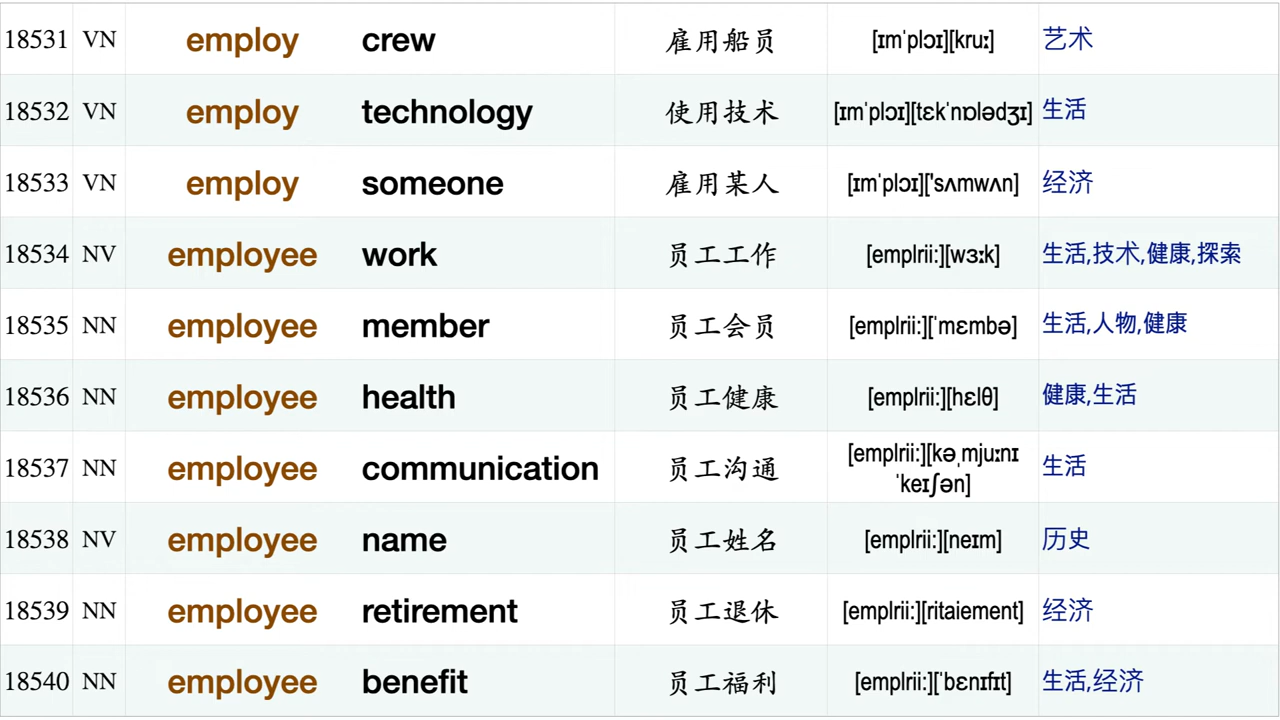 18531 VN employ crew 雇用船员 [ɪmˈplɔɪ][kruː] 艺术
18532 VN employ technology 使用技术 [ɪmˈplɔɪ][tɛkˈnɒlədʒɪ] 生活
18533 VN employ someone 雇用某人 [ɪmˈplɔɪ]['sʌmwʌn] 经济
18534 NV employee work 员工工作 [emplrii:][wɜːk] 生活,技术,健康,探索
18535 NN employee member 员工会员 [emplrii:][ˈmɛmbə] 生活,人物,健康
18536 NN employee health 员工健康 [emplrii:][hɛlθ] 健康,生活
18537 NN employee communication 员工沟通 [emplrii:][kəˌmjuːnɪ
ˈkeɪʃən] 生活
18538 NV employee name 员工姓名 [emplrii:][neɪm] 历史
18539 NN employee retirement 员工退休 [emplrii:][ritaiement] 经济
18540 NN employee benefit 员工福利 [emplrii:][ˈbɛnɪfɪt] 生活,经济